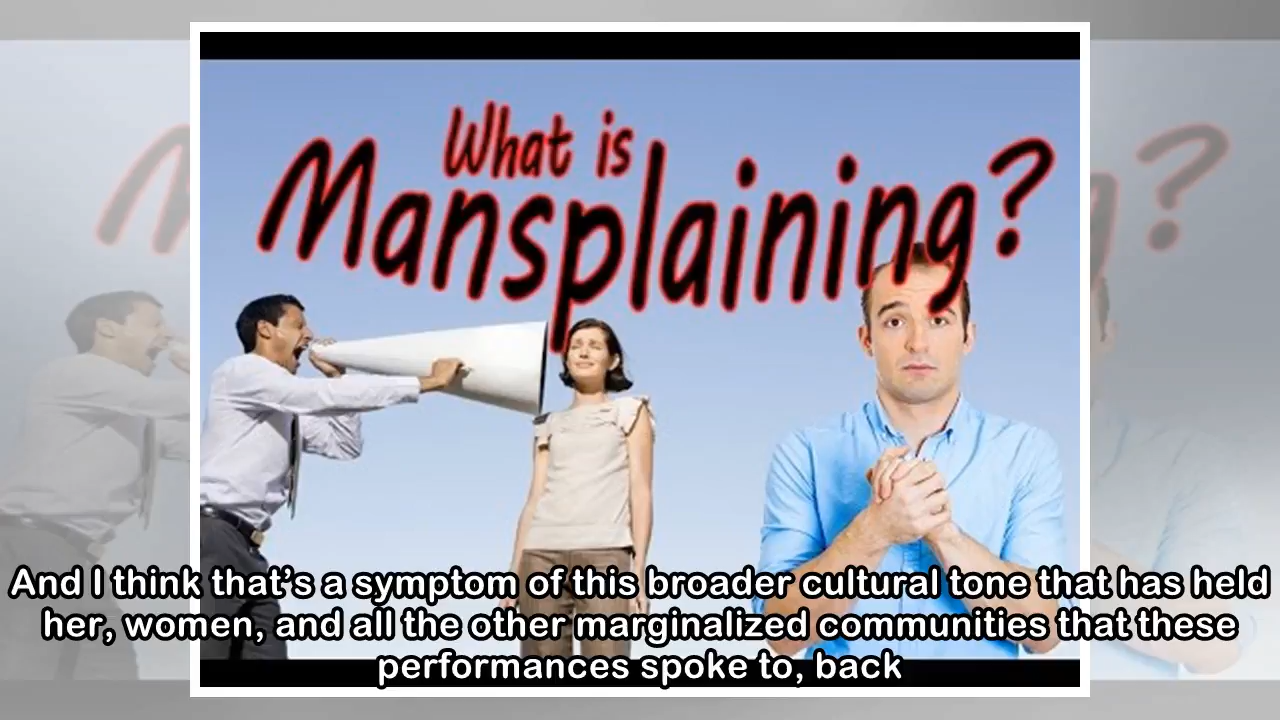 What is
Mansplaining?
And I think that's a symptom of this broader cultural tone that has held
her, women, and all the other marginalized communities that these
performances spoke to, back